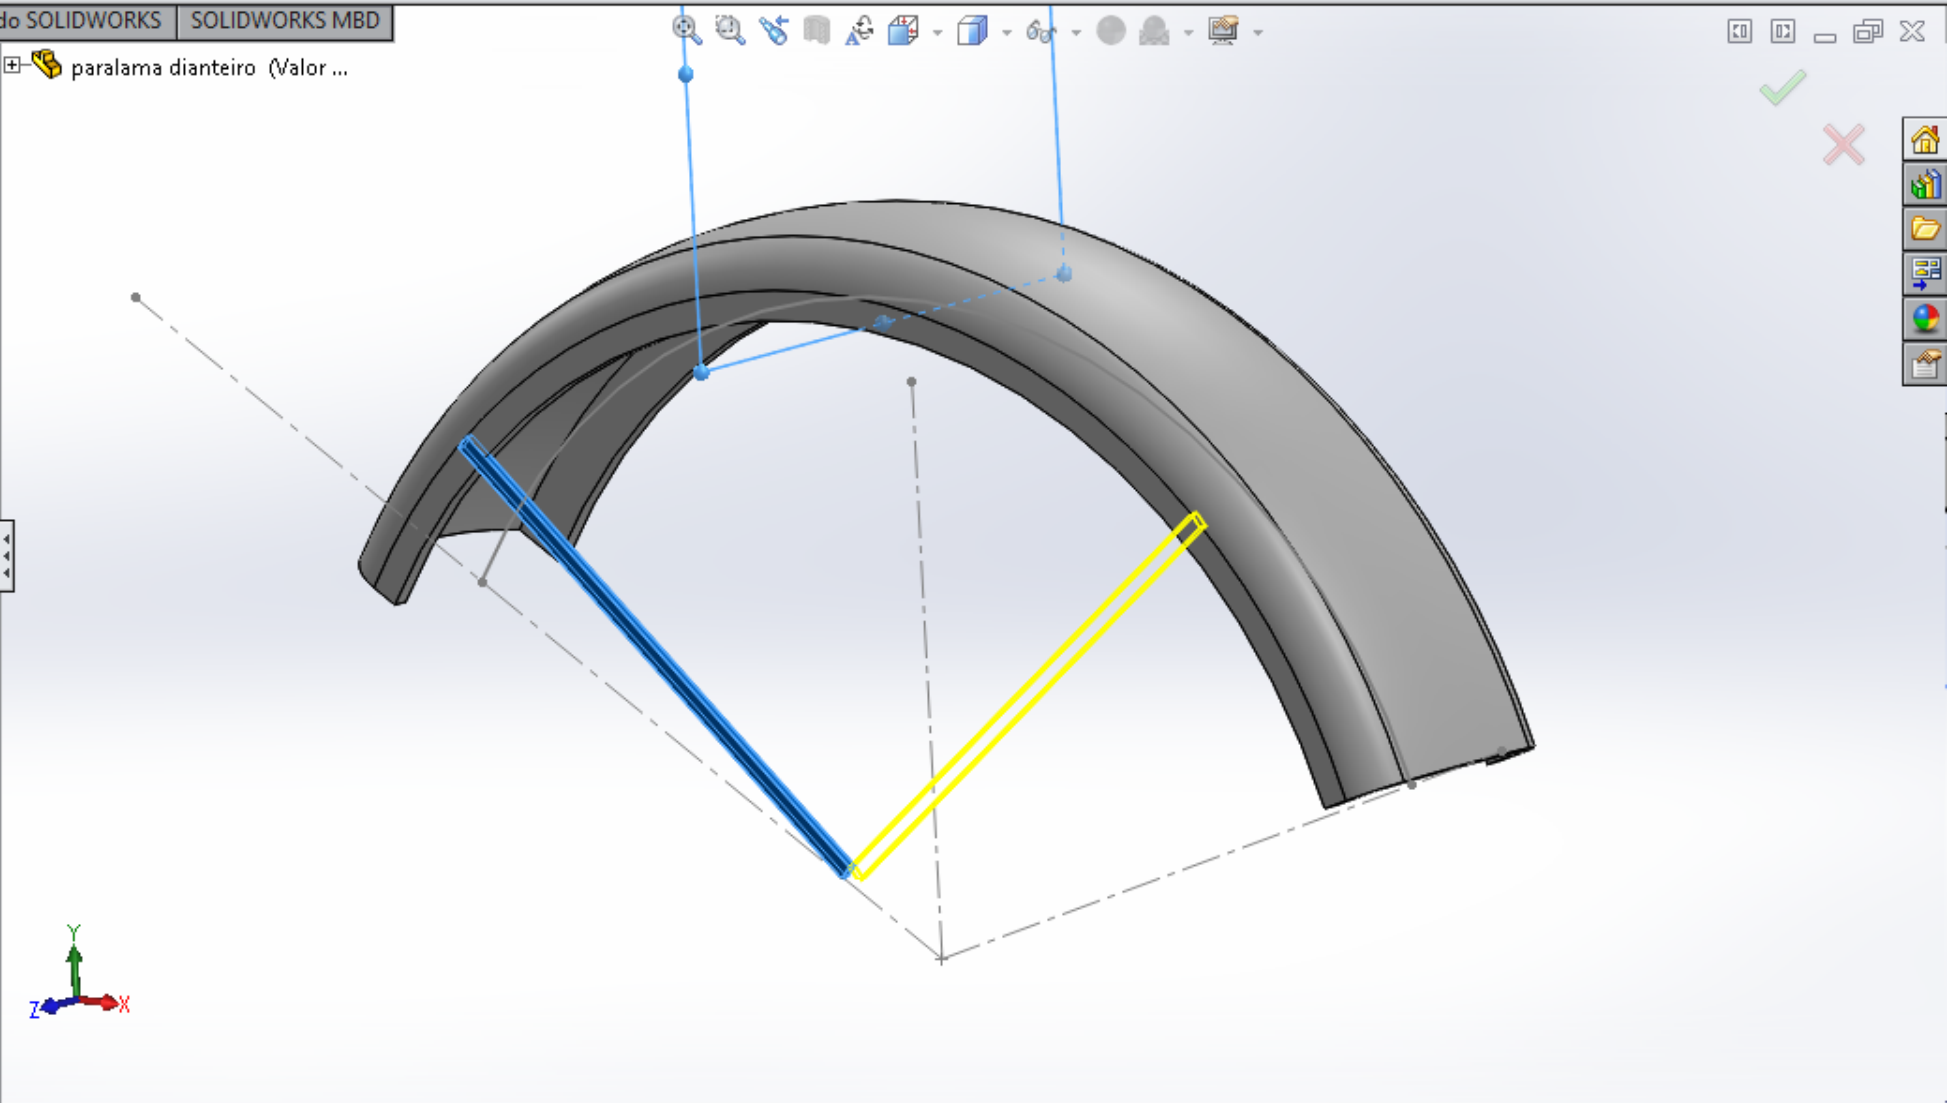 do SOLIDWORKS
SOLIDWORKS MBD
paralama dianteiro (Valor ...
Y
Z
X